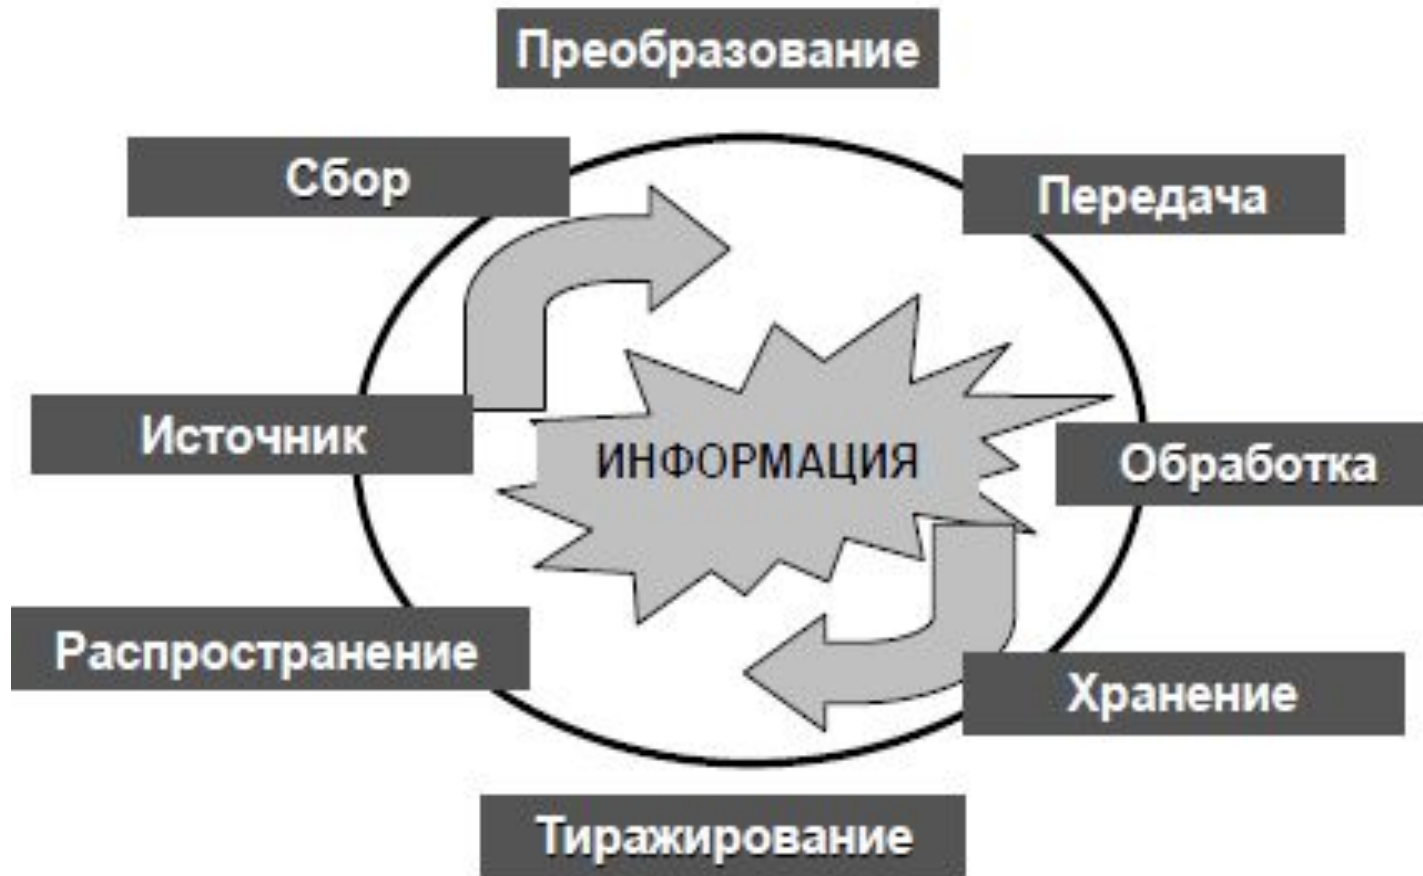 Преобразование
Сбор
Передача
Источник
ИНФОРМАЦИЯ
Обработка
Распространение
Хранение
Тиражирование